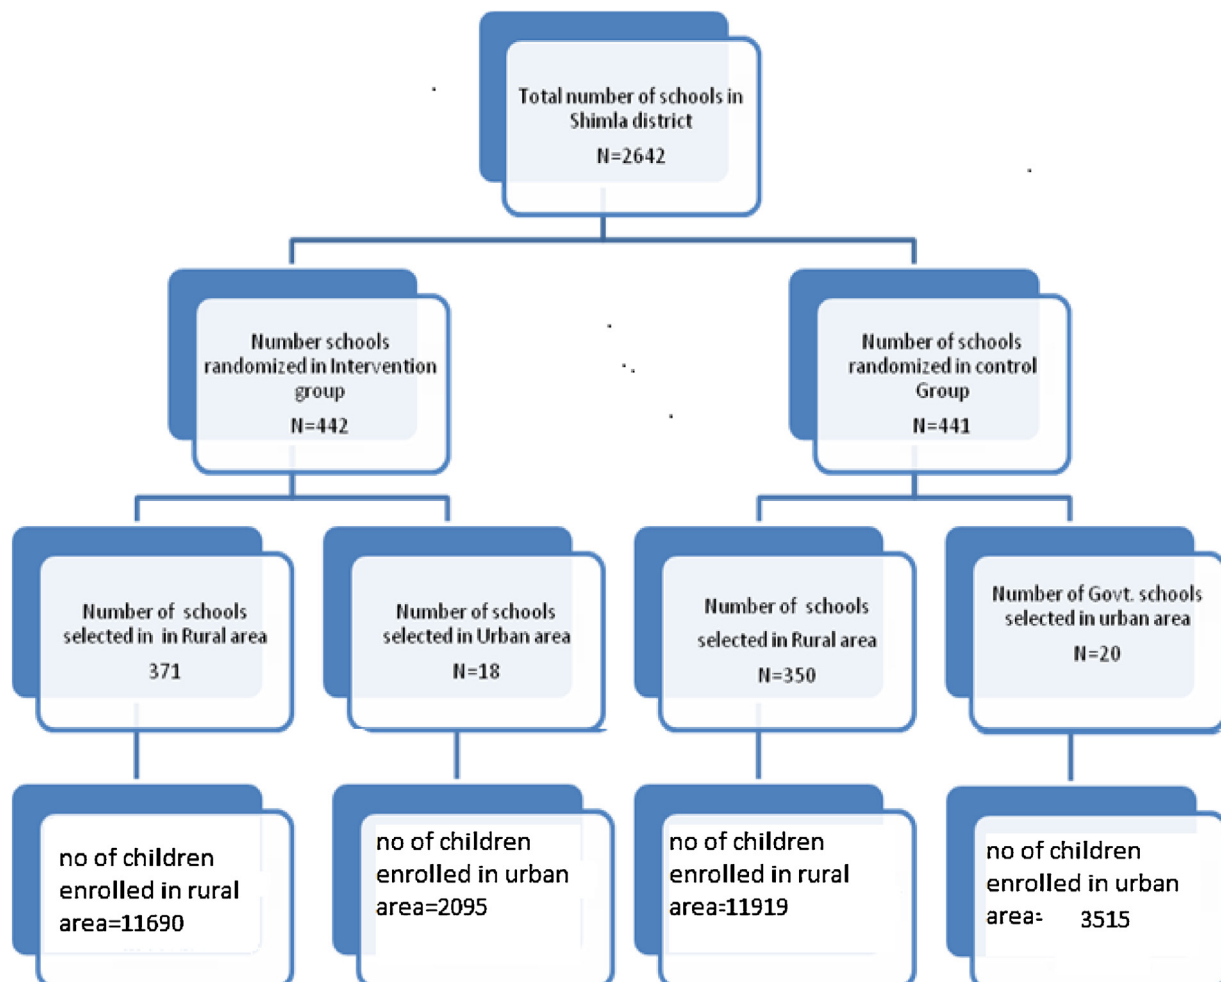 Total number of schools in
Shimla district
N=2642
Number schools
randomized in Intervention
group
N=442
Number of schools
randomized in control
Group
N=441
Number of schools
selected in in Rural area
371
Number of schools
selected in Urban area
N=18
Number of schools
selected in Rural area
N=350
Number of Govt. schools
selected in urban area
N=20
no of children
enrolled in rural
area=11690
no of children
enrolled in urban
area=2095
no of children
enrolled in rural
area=11919
no of children
enrolled in urban
area= 3515